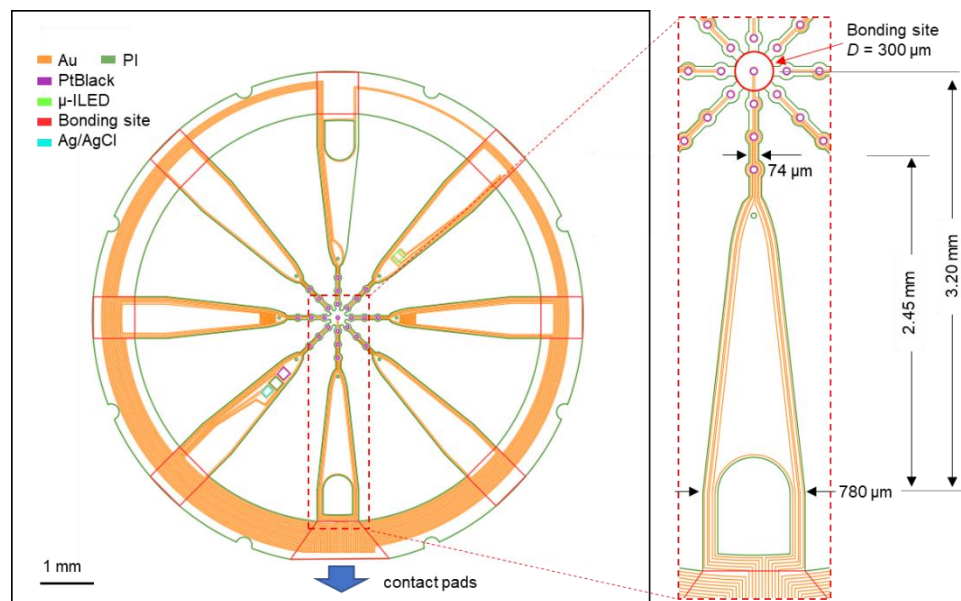 Au PI
PtBlack
μ-ILED
Bonding site
Ag/AgCl
1 mm
contact pads
Bonding site
D = 300 μm
74 μm
2.45 mm
3.20 mm
780 μm